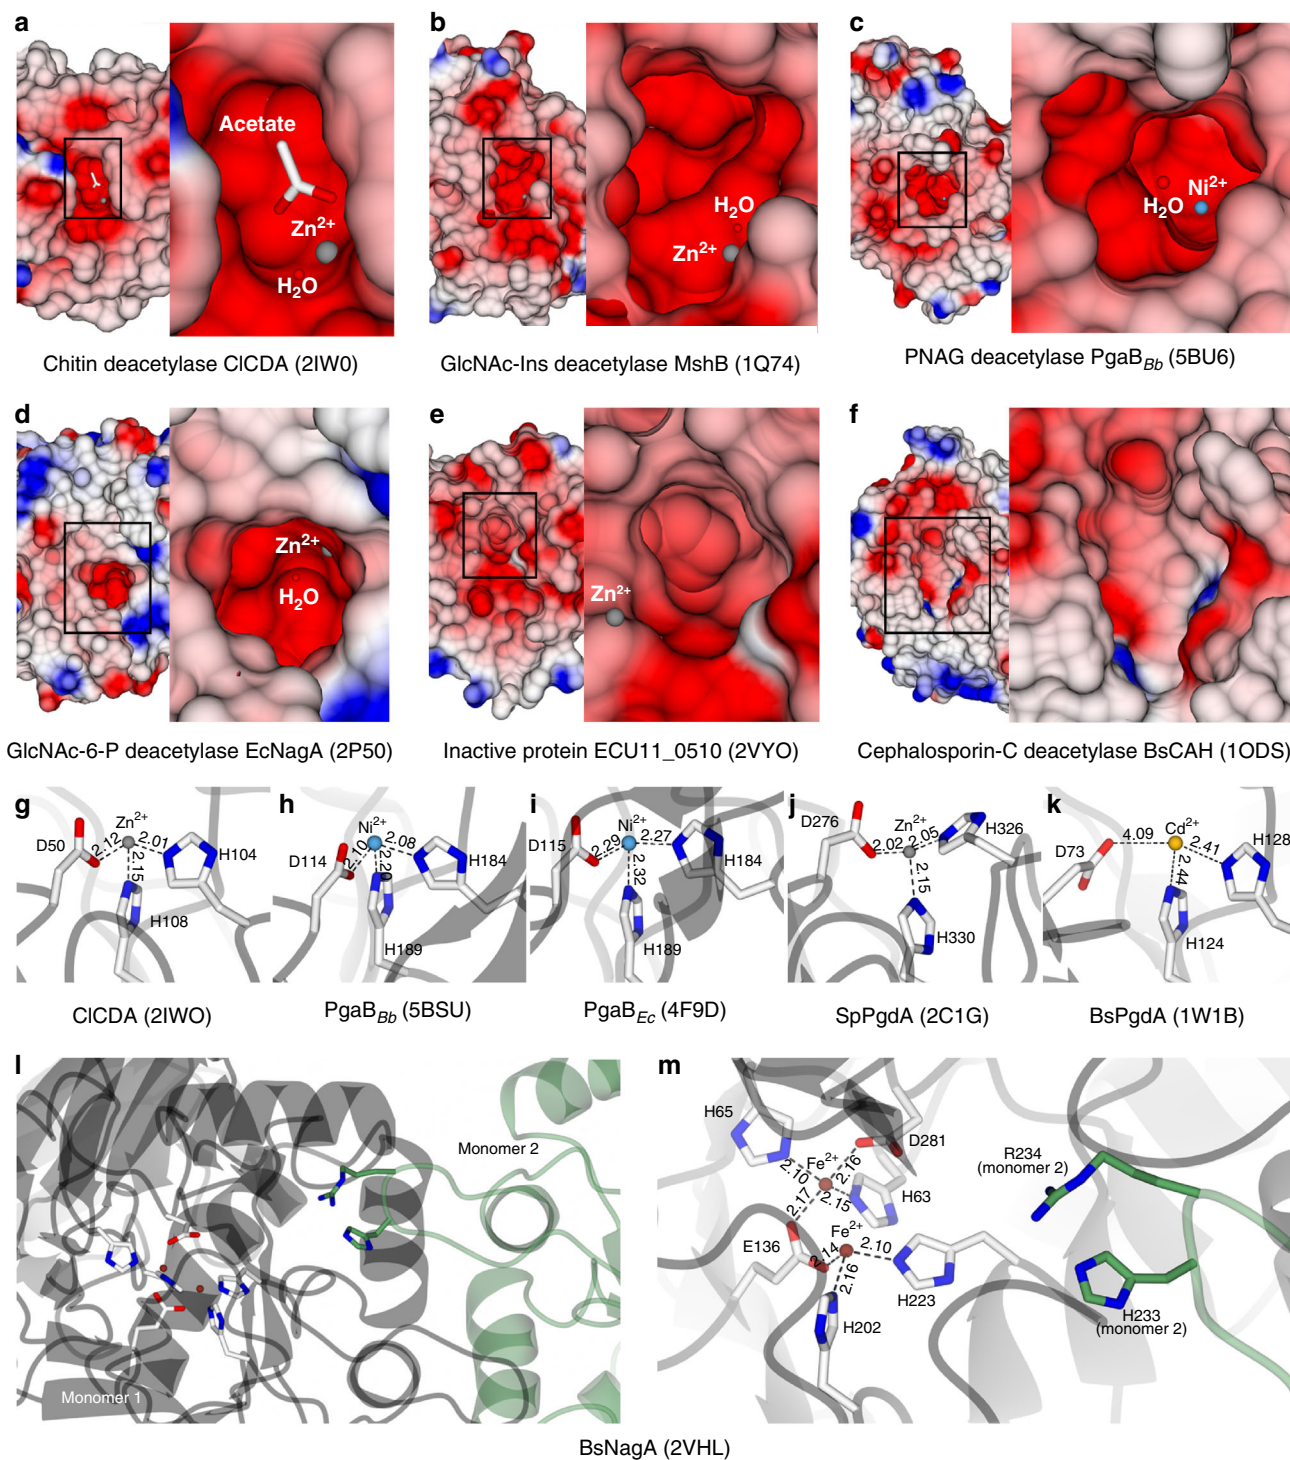 a
Acetate
Zn2+
H2O
Chitin deacetylase ClCDA (2IW0)
b
H2O
Zn2+
GlcNAc-Ins deacetylase MshB (1Q74)
c
Ni2+
H2O
PNAG deacetylase PgaBBb (5BU6)
d
Zn2+
H2O
GlcNAc-6-P deacetylase EcNagA (2P50)
e
Zn2+
Inactive protein ECU11_0510 (2VYO)
f
Cephalosporin-C deacetylase BsCAH (1ODS)
g
Zn2+
D50
2.12
2.01
2.15
H104
H108
ClCDA (2IWO)
h
Ni2+
D114
2.10
2.08
2.20
H184
H189
PgaBBb (5BSU)
i
Ni2+
D115
2.29
2.27
2.32
H184
H189
PgaBEc (4F9D)
j
D276
Zn2+
2.02
2.05
H326
2.15
H330
SpPgdA (2C1G)
k
4.09
Cd2+
D73
2.41
H128
2.44
H124
BsPgdA (1W1B)
l
Monomer 2
Monomer 1
m
H65
D281
Fe2+
2.10
2.16
2.17
2.15
H63
E136
Fe2+
2.14
2.10
2.16
H223
H202
R234
(monomer 2)
H233
(monomer 2)
BsNagA (2VHL)